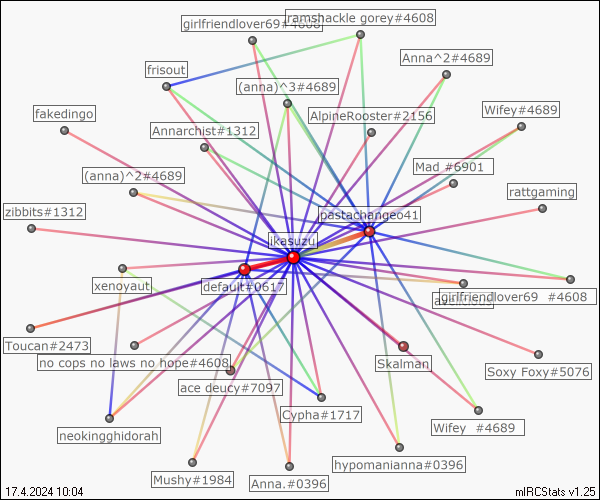 girlfriendlover69#4608
ramshackle gorey#4608
Anna^2#4689
frisout
(anna)^3#4689
fakedingo
AlpineRooster#2156
Wifey#4689
Annarchist#1312
Mad_#6901
(anna)^2#4689
rattgaming
zibbits#1312
pastachangeo41
ikasuzu
xenoyaut
default#0617
girlfriendlover69_#4608
Toucan#2473
no cops no laws no hope#4608
Skalman
Soxy Foxy#5076
ace deucy#7097
Cypha#1717
Wifey_#4689
neokingghidorah
hypomanianna#0396
Mushy#1984
Anna.#0396
17.4.2024 10:04
mIRCStats v1.25